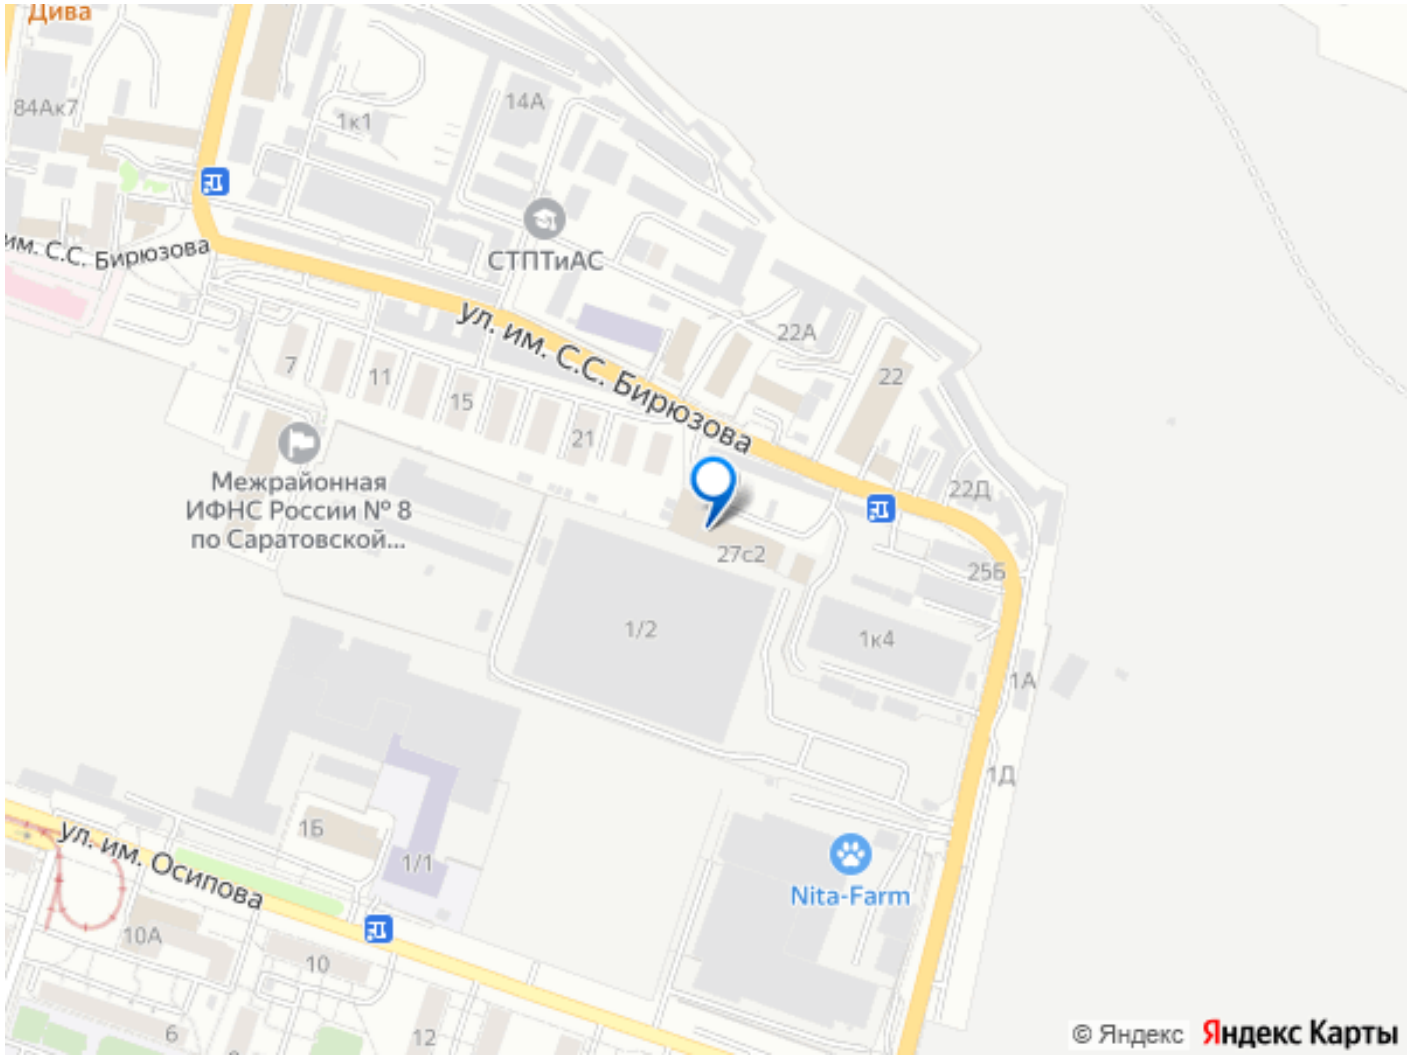 Дива
84Ак7
1к1
14А
СТПТиАС
им. С.С. Бирюзова
ул. им. С.С. Бирюзова
22А
22
7
11
15
21
22Д
Межрайонная
ИФНС России № 8
по Саратовской...
27с2
25Б
1/2
1к4
1А
1Д
1Б
1/1
ул. им. Осипова
Nita-Farm
10А
10
6
12
© Яндекс Яндекс Карты